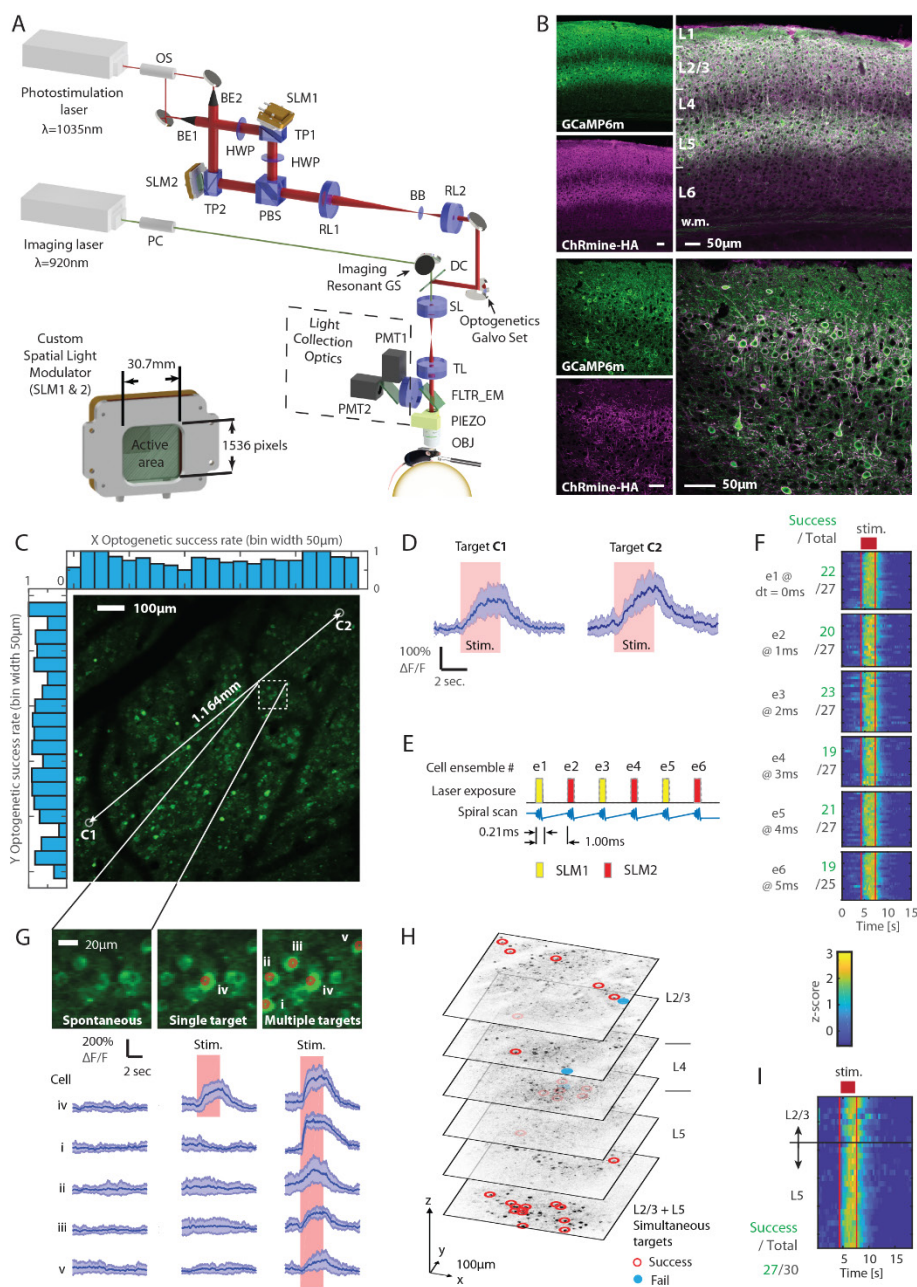 A
OS
Photostimulation
laser
λ=1035nm
BE2
BE1
SLM1
TP1
HWP
HWP
SLM2
TP2
PBS
RL1
BB
RL2
Imaging laser
λ=920nm
PC
Imaging
Resonant GS
DC
SL
Optogenetics
Galvo Set
Light
Collection
Optics
PMT1
PMT2
TL
FLTR_EM
PIEZO
OBJ
Custom
Spatial Light
Modulator
(SLM1 & 2)
30.7mm
Active
area
1536 pixels
B
GCaMP6m
ChRmine-HA
L1
L2/3
L4
L5
L6
w.m.
50μm
GCaMP6m
ChRmine-HA
50μm
C
X Optogenetic success rate (bin width 50μm)
1
0
1
0
Y Optogenetic success rate (bin width 50μm)
100μm
C2
1.164mm
C1
D
Target C1
Target C2
Stim.
Stim.
100%
ΔF/F
2 sec.
E
Cell ensemble #
e1
e2
e3
e4
e5
e6
Laser exposure
Spiral scan
0.21ms
1.00ms
SLM1
SLM2
F
Success
/ Total
stim.
e1 @
dt = 0ms
22
/27
e2
@ 1ms
20
/27
e3
@ 2ms
23
/27
e4
@ 3ms
19
/27
e5
@ 4ms
21
/27
e6
@ 5ms
19
/25
0
5
10
15
Time [s]
3
2
1
0
z-score
G
20μm
Spontaneous
iv
Single target
v
iii
ii
iv
i
Multiple targets
200%
ΔF/F
2 sec
Stim.
Stim.
Cell
iv
i
ii
iii
v
H
L2/3
L4
L5
z
y
x
100μm
L2/3 + L5
Simultaneous
targets
Success
Fail
I
stim.
L2/3
L5
Success
/ Total
27/30
0
5
10
15
Time [s]